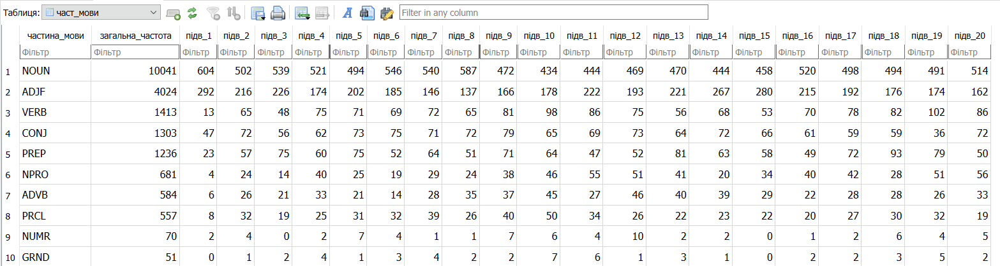 Таблиця: част_мови Filter in any column
частина_мови загальна_частота підв_1 підв_2 підв_3 підв_4 підв_5 підв_6 підв_7 підв_8 підв_9 підв_10 підв_11 підв_12 підв_13 підв_14 підв_15 підв_16 підв_17 підв_18 підв_19 підв_20
Фільтр Фільтр Фільтр Фільтр Фільтр Фільтр Фільтр Фільтр Фільтр Фільтр Фільтр Фільтр Фільтр Фільтр Фільтр Фільтр Фільтр Фільтр Фільтр Фільтр Фільтр Фільтр
1 NOUN 10041 604 502 539 521 494 546 540 587 472 434 444 469 470 444 458 520 498 494 491 514
2 ADJF 4024 292 216 226 174 202 185 146 137 166 178 222 193 221 267 280 215 192 176 174 162
3 VERB 1413 13 65 48 75 71 69 72 65 81 98 86 75 56 68 53 70 78 82 102 86
4 CONJ 1303 47 72 56 62 73 75 71 72 79 65 69 73 64 72 66 61 59 59 36 72
5 PREP 1236 23 57 75 60 75 52 64 51 71 64 47 52 81 63 58 49 72 93 79 50
6 NPRO 681 4 24 14 40 25 19 29 24 38 46 55 51 41 20 34 40 42 28 51 56
7 ADVB 584 6 26 21 33 21 14 28 35 37 45 27 46 40 39 29 22 28 28 26 33
8 PRCL 557 8 32 19 25 31 32 39 26 40 50 34 26 22 23 22 20 27 30 32 19
9 NUMR 70 2 4 0 2 7 4 1 1 7 6 4 10 2 2 0 1 2 6 4 5
10 GRND 51 0 1 2 4 1 3 4 2 2 7 6 1 3 1 0 2 2 3 5 2